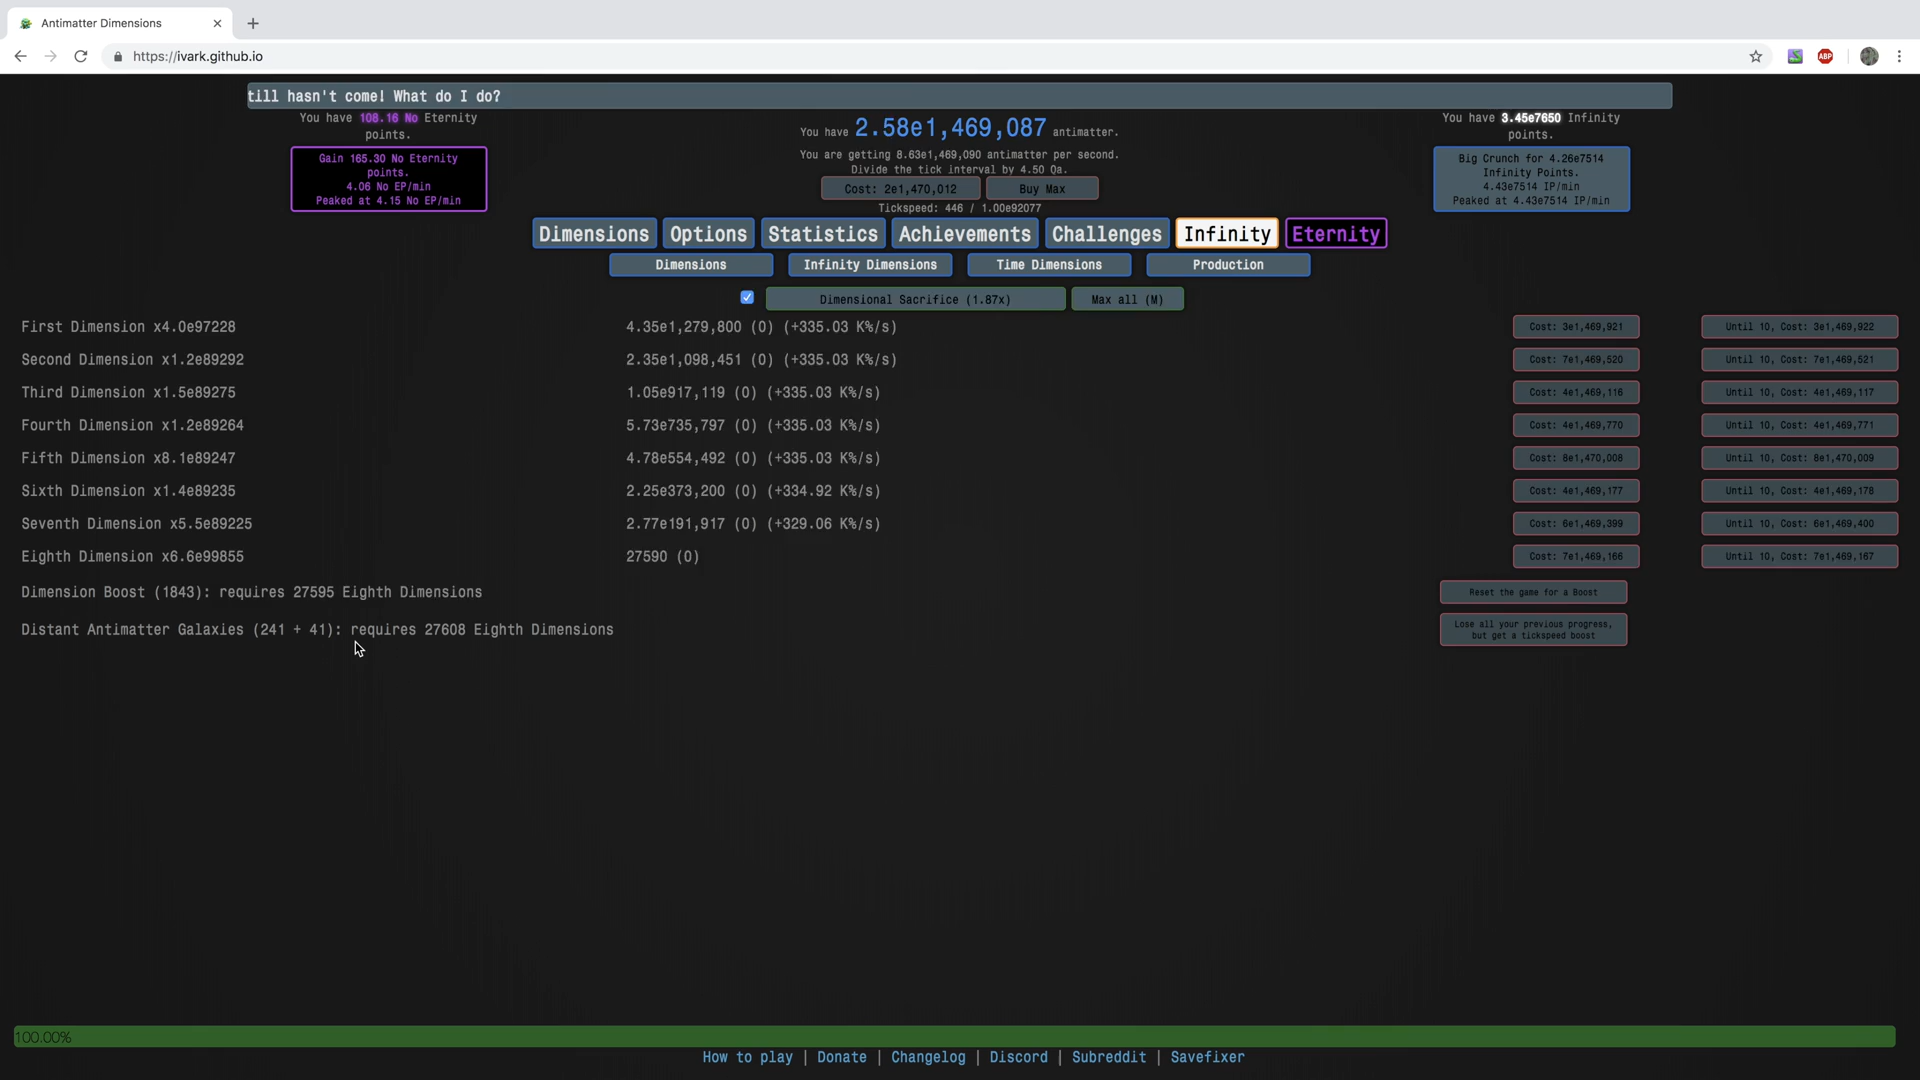 Antimatter Dimensions
https://ivark.github.io
ABP
till hasn't come! What do I do?
You have 108.16 No Eternity
points.
Gain 165.30 No Eternity
points.
4.06 No EP/min
Peaked at 4.15 No EP/min
You have 2.58e1,469,087 antimatter.
You are getting 8.63e1,469,090 antimatter per second.
Divide the tick interval by 4.50 Qa.
Cost: 2e1,470,012 Buy Max
Tickspeed: 446 / 1.00e92077
You have 3.45e7650 Infinity
points.
Big Crunch for 4.26e7514
Infinity Points.
4.43e7514 IP/min
Peaked at 4.43e7514 IP/min
Dimensions Options Statistics Achievements Challenges Infinity Eternity
Dimensions Infinity Dimensions Time Dimensions Production
Dimensional Sacrifice (1.87x) Max all (M)
First Dimension x4.0e97228 4.35e1,279,800 (0) (+335.03 K%/s) Cost: 3e1,469,921 Until 10, Cost: 3e1,469,922
Second Dimension x1.2e89292 2.35e1,098,451 (0) (+335.03 K%/s) Cost: 7e1,469,520 Until 10, Cost: 7e1,469,521
Third Dimension x1.5e89275 1.05e917,119 (0) (+335.03 K%/s) Cost: 4e1,469,116 Until 10, Cost: 4e1,469,117
Fourth Dimension x1.2e89264 5.73e735,797 (0) (+335.03 K%/s) Cost: 4e1,469,770 Until 10, Cost: 4e1,469,771
Fifth Dimension x8.1e89247 4.78e554,492 (0) (+335.03 K%/s) Cost: 8e1,470,008 Until 10, Cost: 8e1,470,009
Sixth Dimension x1.4e89235 2.25e373,200 (0) (+334.92 K%/s) Cost: 4e1,469,177 Until 10, Cost: 4e1,469,178
Seventh Dimension x5.5e89225 2.77e191,917 (0) (+329.06 K%/s) Cost: 6e1,469,399 Until 10, Cost: 6e1,469,400
Eighth Dimension x6.6e99855 27590 (0) Cost: 7e1,469,166 Until 10, Cost: 7e1,469,167
Dimension Boost (1843): requires 27595 Eighth Dimensions Reset the game for a Boost
Distant Antimatter Galaxies (241 + 41): requires 27608 Eighth Dimensions
Lose all your previous progress,
but get a tickspeed boost
100.00%
How to play | Donate | Changelog | Discord | Subreddit | Savefixer